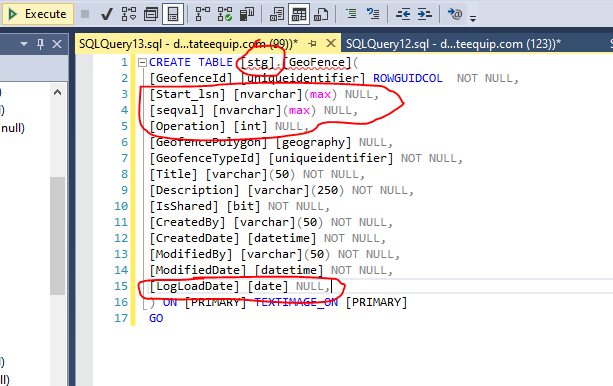 Execute
SQLQuery13.sql - d...tateequip.com (99))*
SQLQuery12.sql - d...tateequip.com (123))*
1 CREATE TABLE [stg].[GeoFence](
2 [GeofenceId] [uniqueidentifier] ROWGUIDCOL NOT NULL,
3 [Start_lsn] [nvarchar](max) NULL,
4 [seqval] [nvarchar](max) NULL,
5 [Operation] [int] NULL,
6 [GeofencePolygon] [geography] NULL,
7 [GeofenceTypeId] [uniqueidentifier] NOT NULL,
8 [Title] [varchar](50) NOT NULL,
9 [Description] [varchar](250) NOT NULL,
10 [IsShared] [bit] NOT NULL,
11 [CreatedBy] [varchar](50) NOT NULL,
12 [CreatedDate] [datetime] NOT NULL,
13 [ModifiedBy] [varchar](50) NOT NULL,
14 [ModifiedDate] [datetime] NOT NULL,
15 [LogLoadDate] [date] NULL,
16 ) ON [PRIMARY] TEXTIMAGE_ON [PRIMARY]
17 GO
ull)
null)
l)
ull)